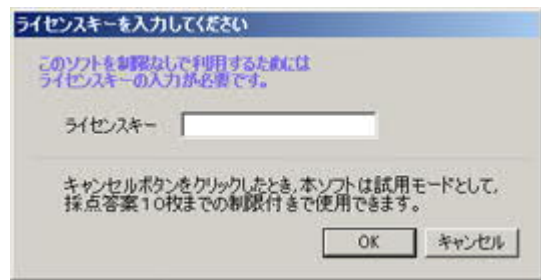 ライセンスキーを入力してください
このソフトを制限なしで利用するためには
ライセンスキーの入力が必要です。
ライセンスキー
キャンセルボタンをクリックしたとき,本ソフトは試用モードとして,
採点答案10枚までの制限付きで使用できます。
OK キャンセル